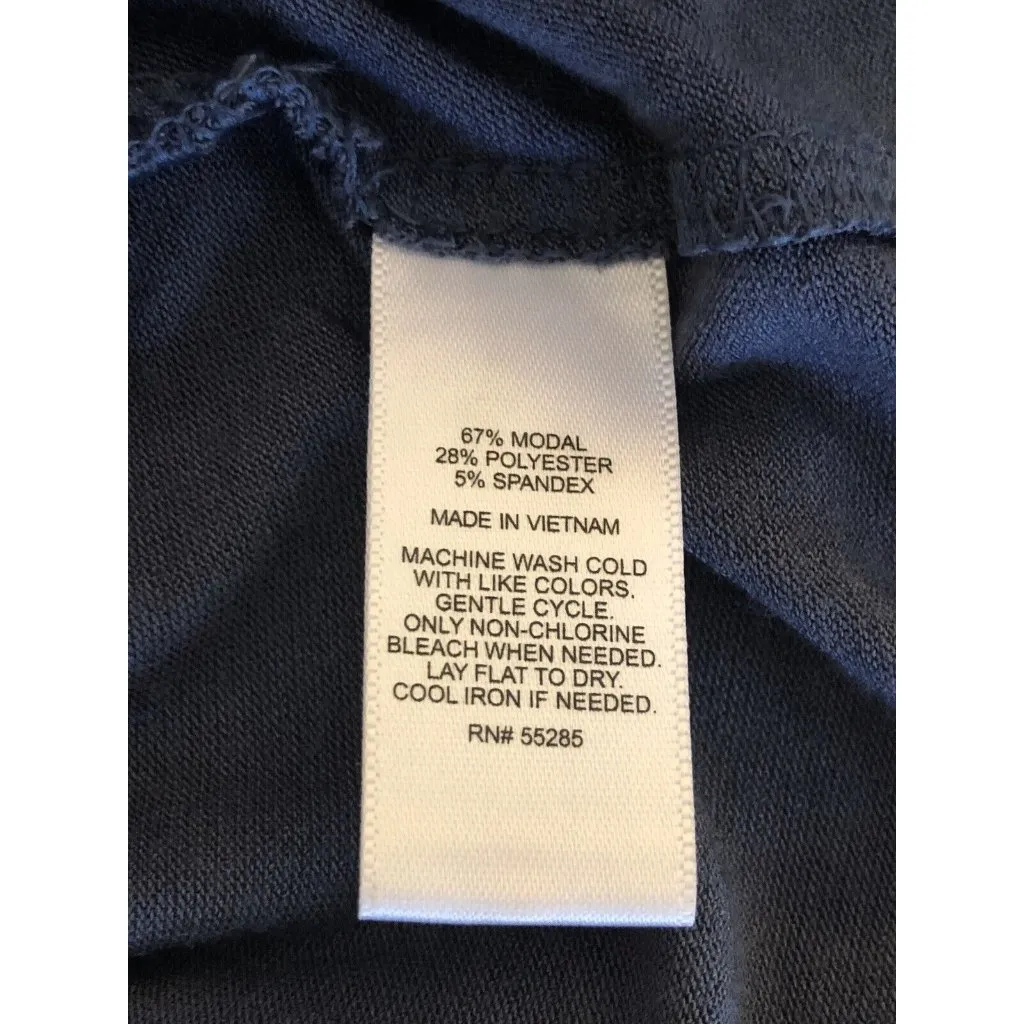 67% MODAL
28% POLYESTER
5% SPANDEX
MADE IN VIETNAM
MACHINE WASH COLD
WITH LIKE COLORS.
GENTLE CYCLE.
ONLY NON-CHLORINE
BLEACH WHEN NEEDED.
LAY FLAT TO DRY.
COOL IRON IF NEEDED.
RN# 55285